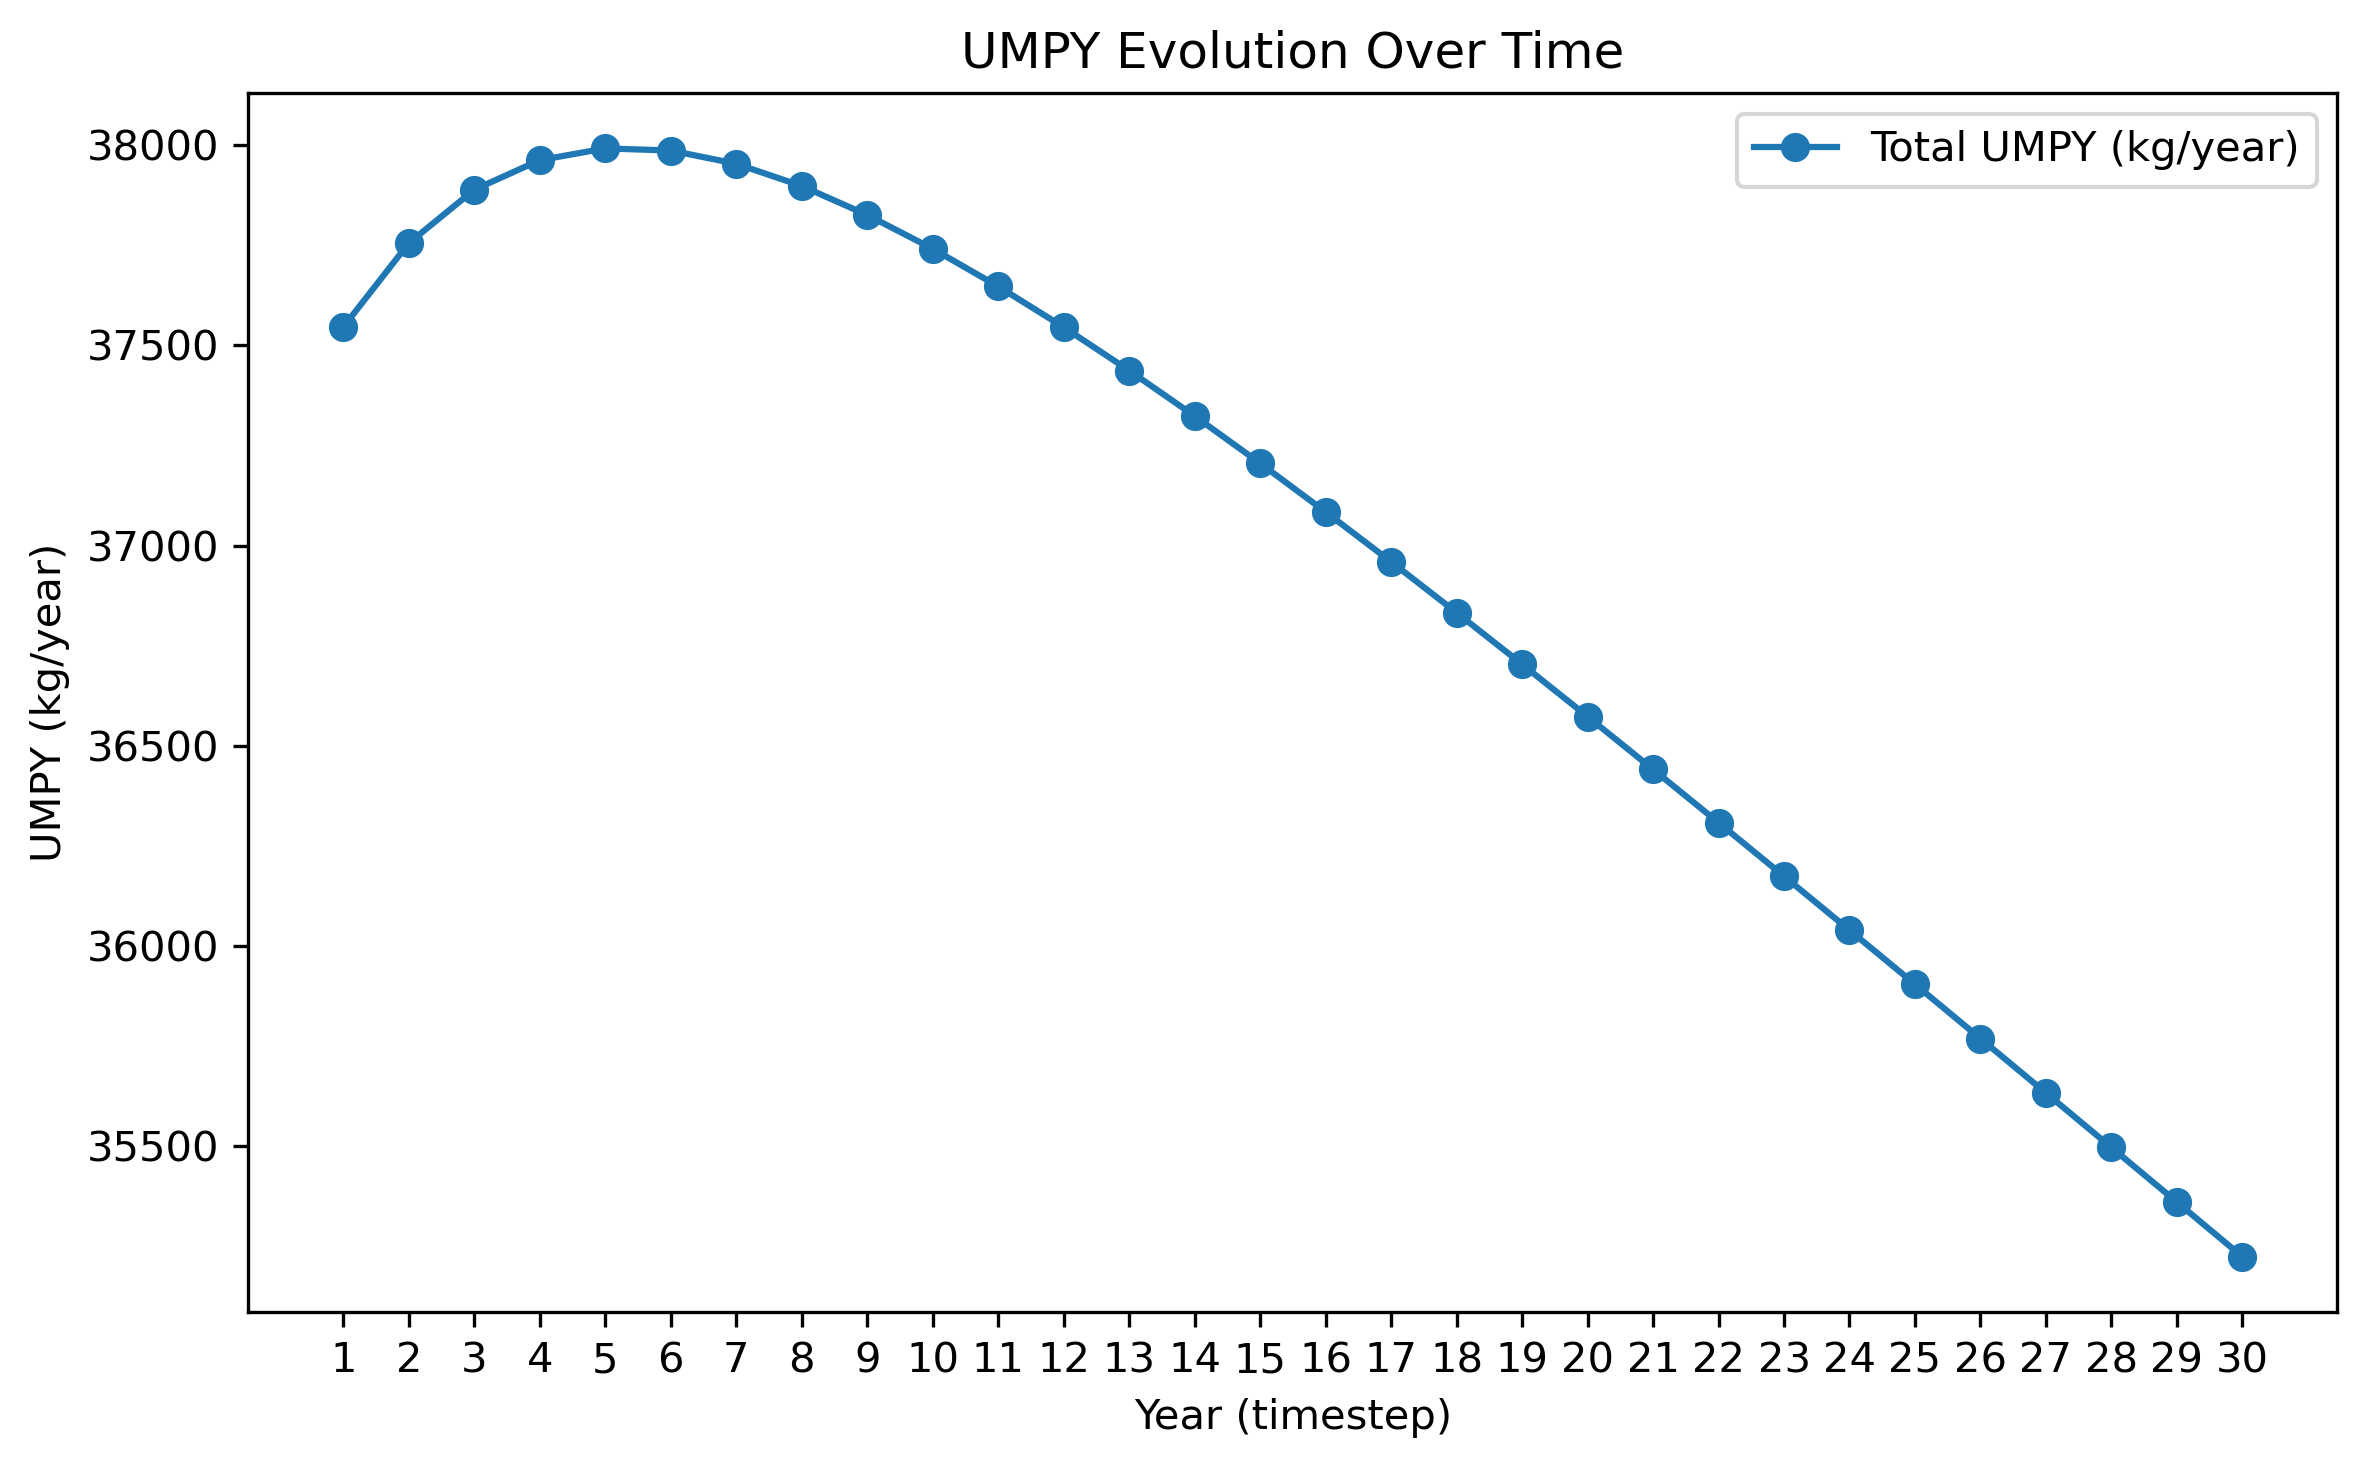 UMPY Evolution Over Time
Total UMPY (kg/year)
UMPY (kg/year)
38000
37500
37000
36500
36000
35500
1 2 3 4 5 6 7 8 9 10 11 12 13 14 15 16 17 18 19 20 21 22 23 24 25 26 27 28 29 30
Year (timestep)